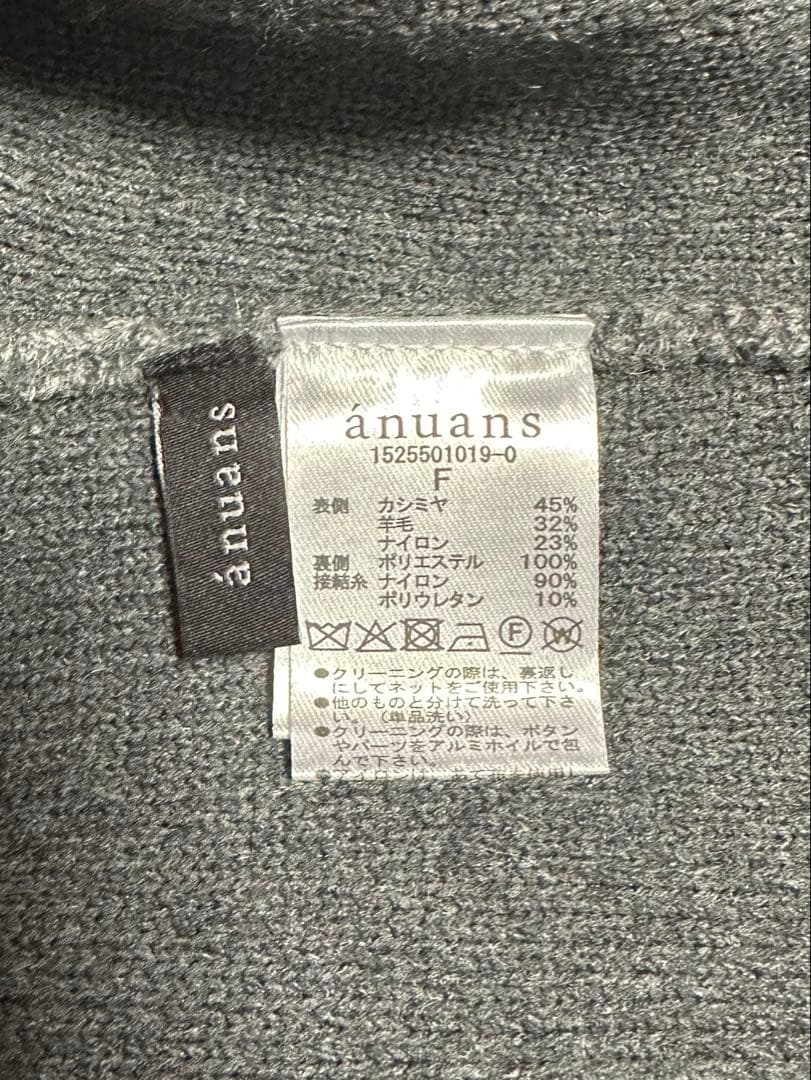 ánuans
ánuans
1525501019-0
F
表側 カシミヤ 45%
羊毛 32%
ナイロン 23%
裏側 ポリエステル 100%
接結糸 ナイロン 90%
ポリウレタン 10%
F W
●クリーニングの際は、裏返し
にしてネットをご使用下さい。
●他のものと分けて洗って下さ
い。(単品洗い)
●クリーニングの際は、ボタン
やパーツをアルミホイルで包
んで下さい。